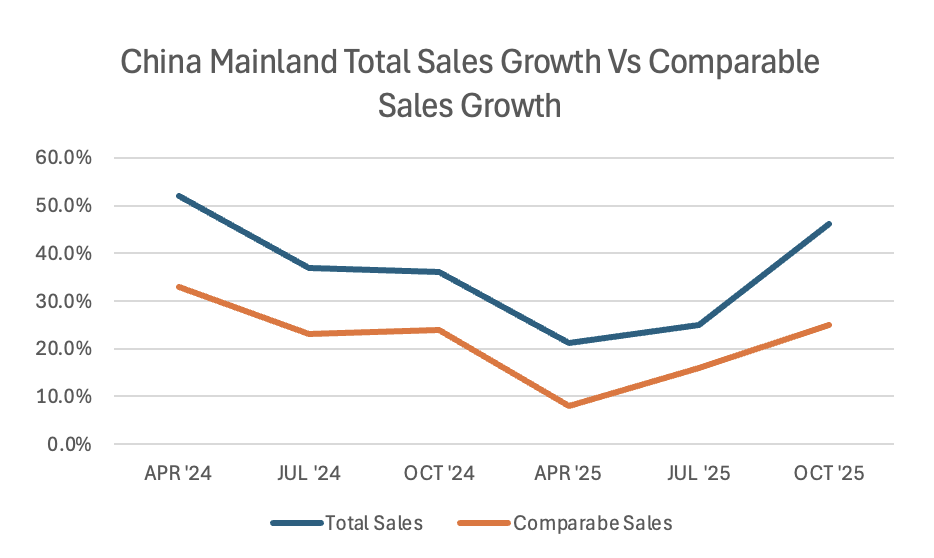 China Mainland Total Sales Growth Vs Comparable
Sales Growth
60.0%
50.0%
40.0%
30.0%
20.0%
10.0%
0.0%
APR '24 JUL '24 OCT '24 APR '25 JUL '25 OCT '25
Total Sales Comparabe Sales